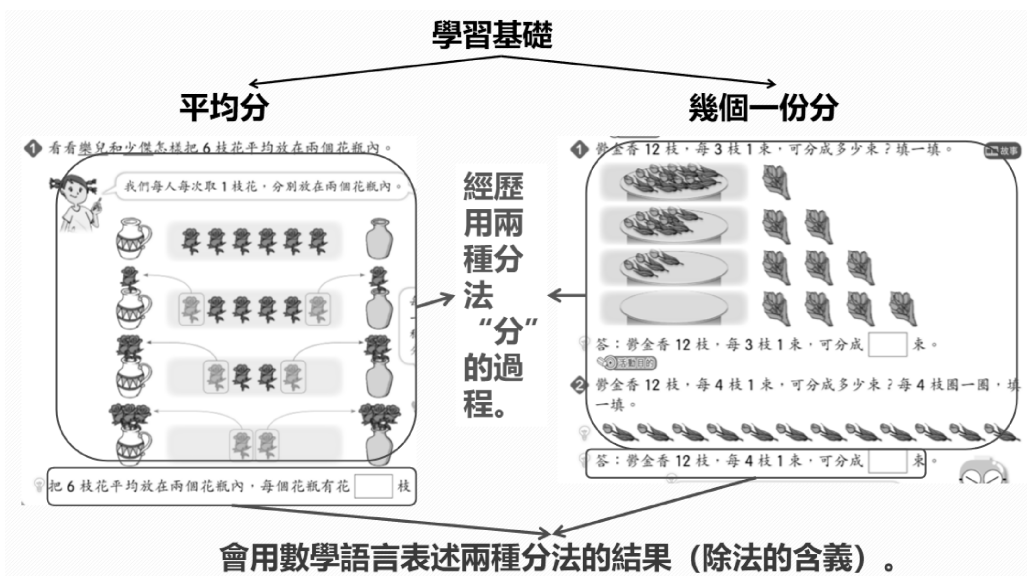 學習基礎
平均分
幾個一份分
1 看看樂兒和少傑怎樣把 6 枝花平均放在兩個花瓶內。
我們每人每次取 1 枝花,分別放在兩個花瓶內。
把 6 枝花平均放在兩個花瓶內,每個花瓶有花 枝
經歷
用兩
種分
法
“分”
的過
程。
1 鬱金香 12 枝,每 3 枝 1 束,可分成多少束?填一填。
故事
答:鬱金香 12 枝,每 3 枝 1 束,可分成 束。
活動目的
2 鬱金香 12 枝,每 4 枝 1 束,可分成多少束?每 4 枝圈一圈,填
一填。
答:鬱金香 12 枝,每 4 枝 1 束,可分成 束。
會用數學語言表述兩種分法的結果(除法的含義)。